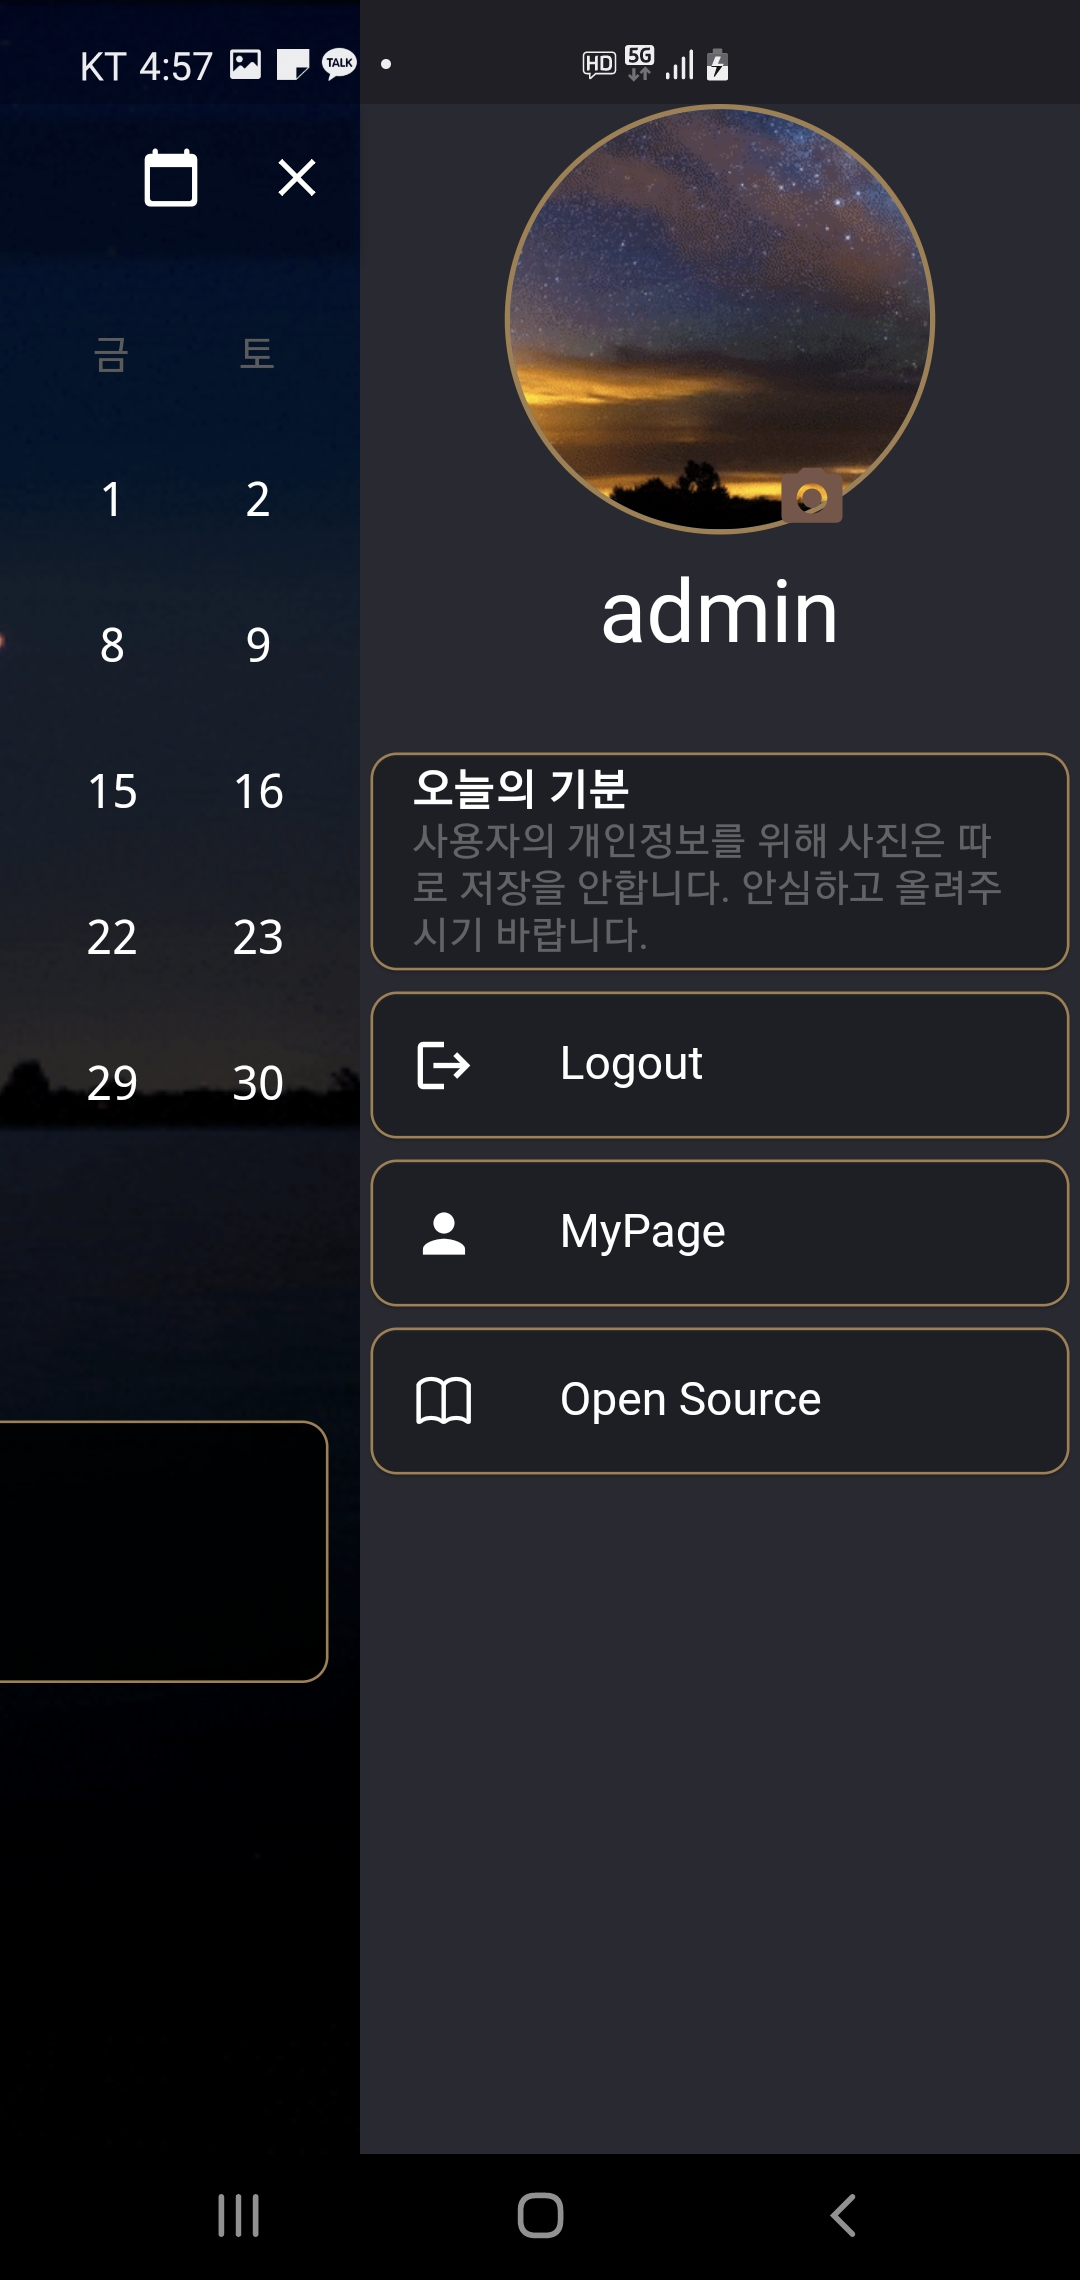 KT 4:57 TALK HD 5G
금 토
1 2
8 9
15 16
22 23
29 30
admin
오늘의 기분
사용자의 개인정보를 위해 사진은 따
로 저장을 안합니다. 안심하고 올려주
시기 바랍니다.
Logout
MyPage
Open Source